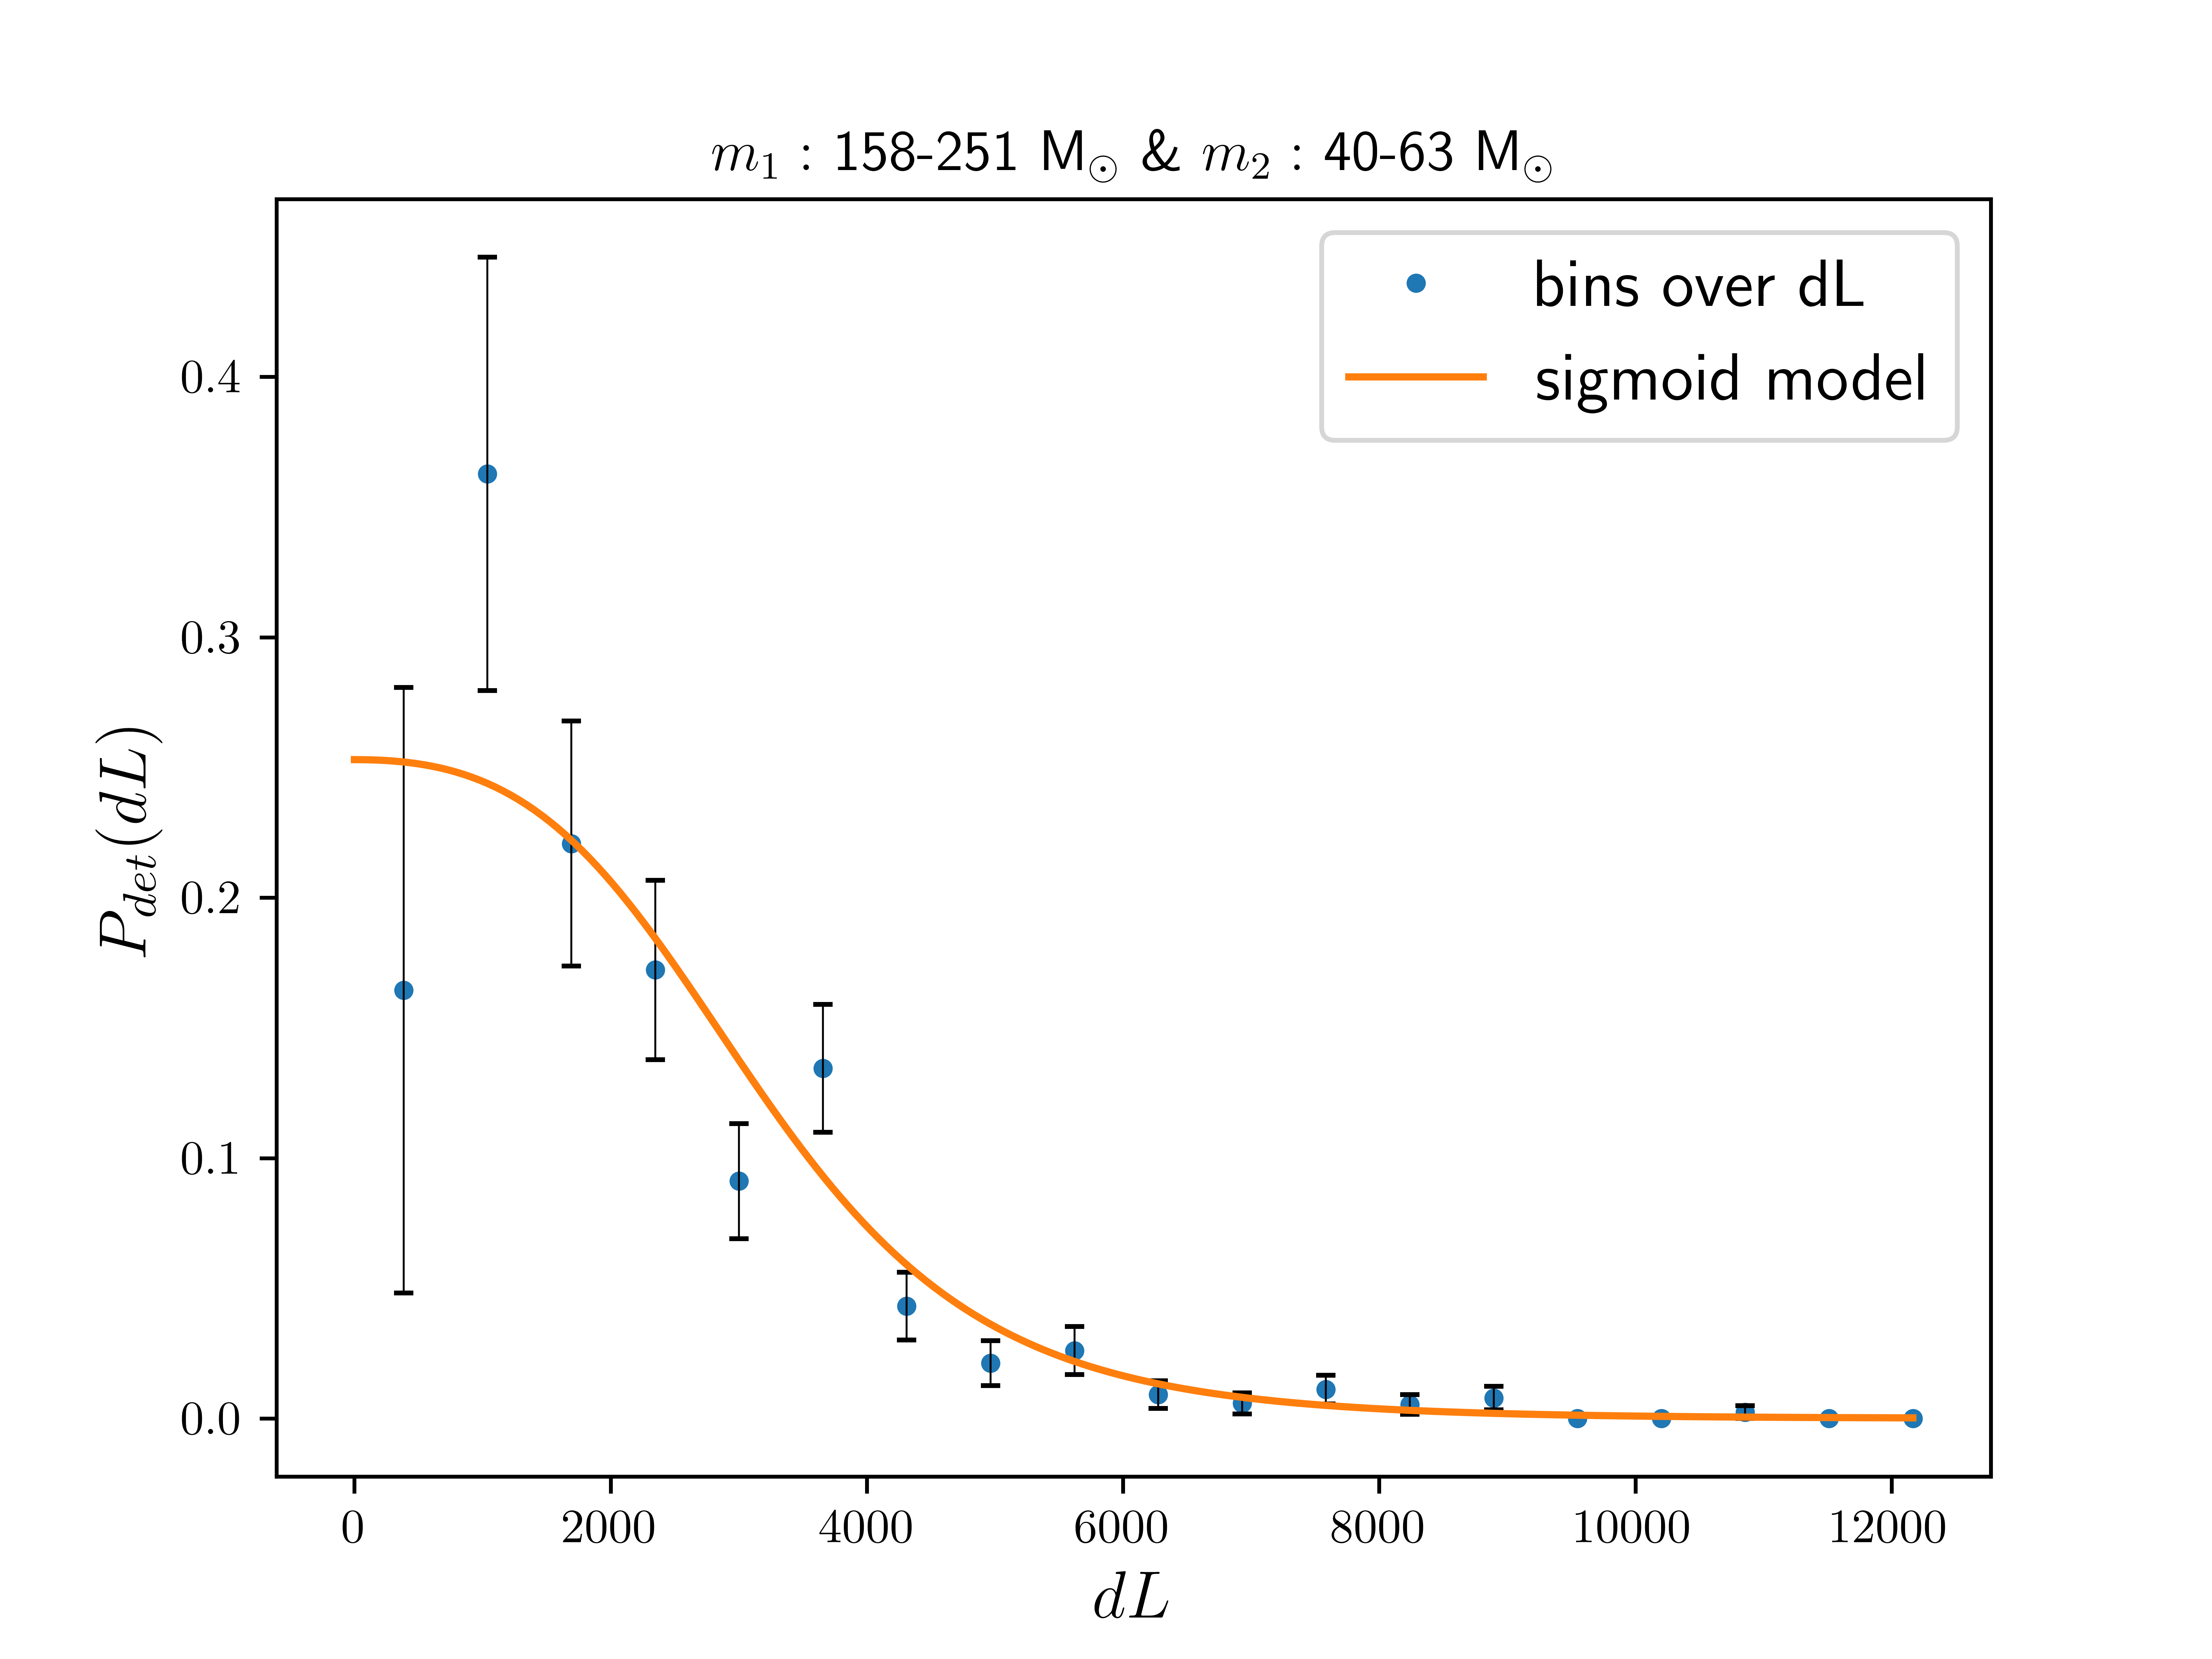 m₁ : 158-251 M⊙ & m₂ : 40-63 M⊙
bins over dL
sigmoid model
0.4
0.3
0.2
0.1
0.0
P_det(dL)
0 2000 4000 6000 8000 10000 12000
dL